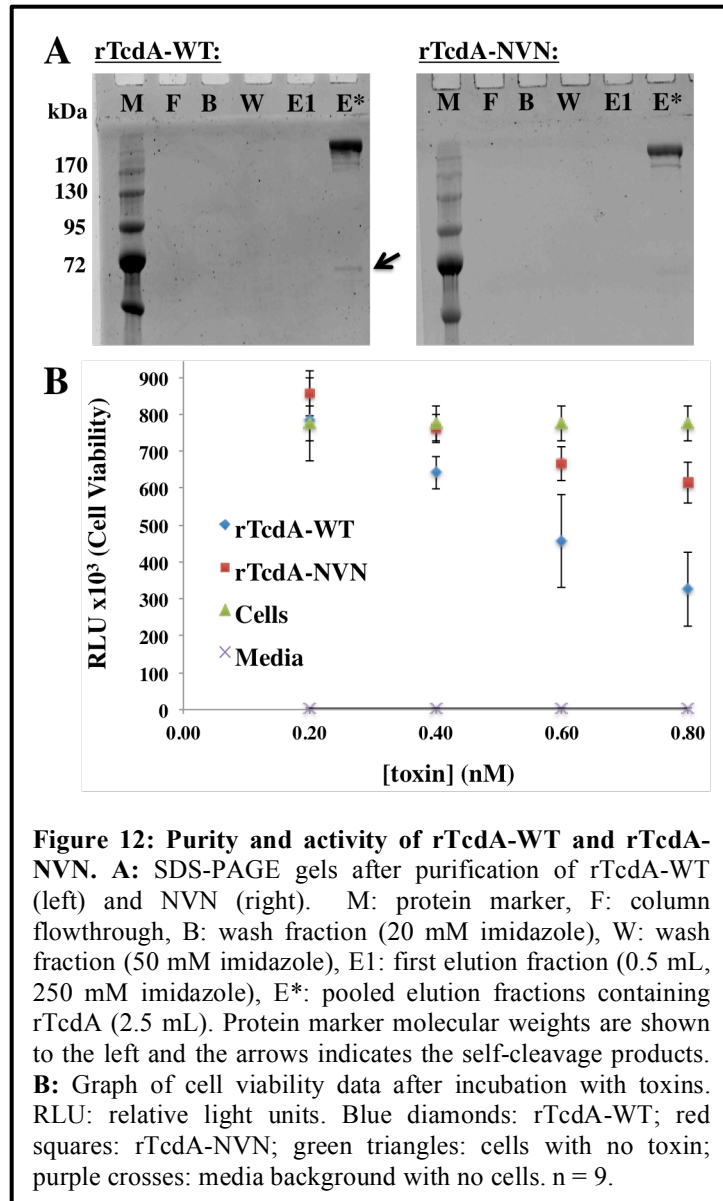 A
rTcdA-WT:
rTcdA-NVN:
kDa
M F B W E1 E*
M F B W E1 E*
170
130
95
72
B
RLU x10³ (Cell Viability)
900
800
700
600
500
400
300
200
100
0
rTcdA-WT
rTcdA-NVN
Cells
Media
0.00 0.20 0.40 0.60 0.80
[toxin] (nM)
Figure 12: Purity and activity of rTcdA-WT and rTcdA-
NVN. A: SDS-PAGE gels after purification of rTcdA-WT
(left) and NVN (right). M: protein marker, F: column
flowthrough, B: wash fraction (20 mM imidazole), W: wash
fraction (50 mM imidazole), E1: first elution fraction (0.5 mL,
250 mM imidazole), E*: pooled elution fractions containing
rTcdA (2.5 mL). Protein marker molecular weights are shown
to the left and the arrows indicates the self-cleavage products.
B: Graph of cell viability data after incubation with toxins.
RLU: relative light units. Blue diamonds: rTcdA-WT; red
squares: rTcdA-NVN; green triangles: cells with no toxin;
purple crosses: media background with no cells. n = 9.